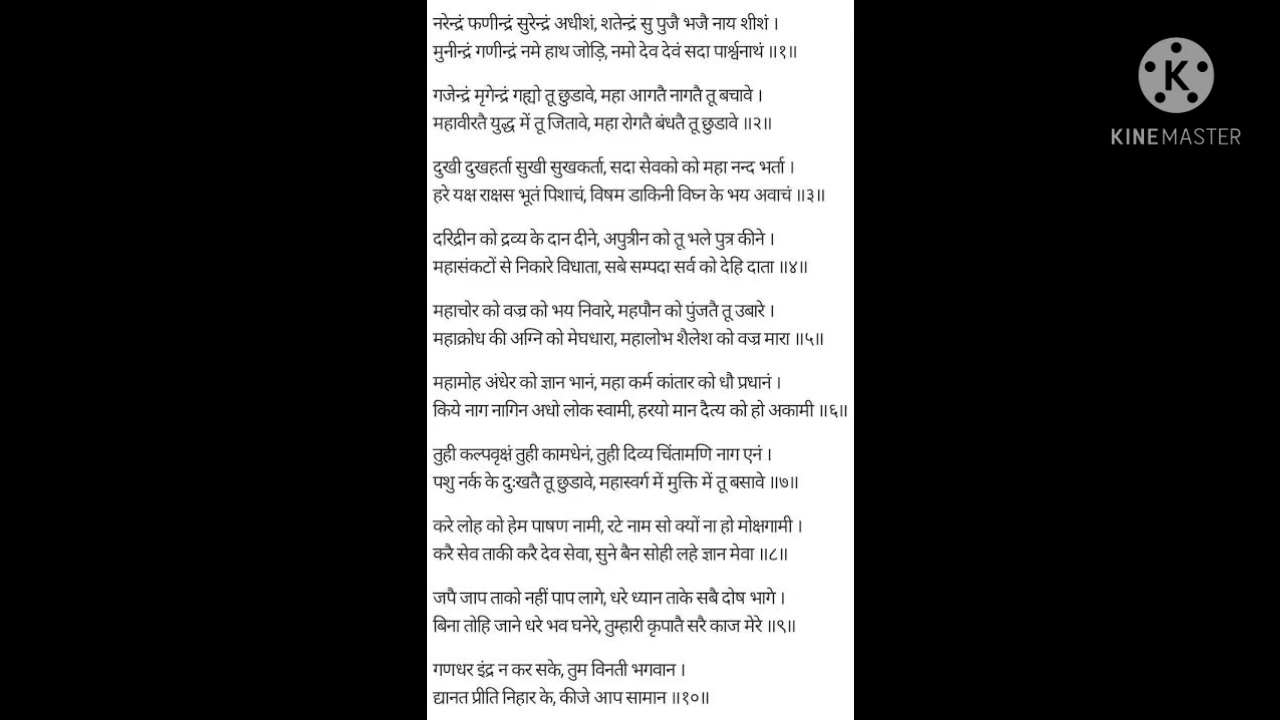 नरेन्द्रं फणीन्द्रं सुरेन्द्रं अधीशं, शतेन्द्रं सु पुजै भजै नाय शीशं ।
मुनीन्द्रं गणीन्द्रं नमे हाथ जोड़ि, नमो देव देवं सदा पार्श्वनाथं ॥१॥
गजेन्द्रं मृगेन्द्रं गह्यो तू छुडावे, महा आगतै नागतै तू बचावे ।
महावीरतै युद्ध में तू जितावे, महा रोगतै बंधतै तू छुडावे ॥२॥
दुखी दुखहर्ता सुखी सुखकर्ता, सदा सेवको को महा नन्द भर्ता ।
हरे यक्ष राक्षस भूतं पिशाचं, विषम डाकिनी विघ्न के भय अवाचं ॥३॥
दरिद्रीन को द्रव्य के दान दीने, अपुत्रीन को तू भले पुत्र कीने ।
महासंकटों से निकारे विधाता, सबे सम्पदा सर्व को देहि दाता ॥४॥
महाचोर को वज्र को भय निवारे, महपौन को पुंजतै तू उबारे ।
महाक्रोध की अग्नि को मेघधारा, महालोभ शैलेश को वज्र मारा ॥५॥
महामोह अंधेर को ज्ञान भानं, महा कर्म कांतार को धौ प्रधानं ।
किये नाग नागिन अधो लोक स्वामी, हरयो मान दैत्य को हो अकामी ॥६॥
तुही कल्पवृक्षं तुही कामधेनं, तुही दिव्य चिंतामणि नाग एनं ।
पशु नर्क के दुःखतै तू छुडावे, महास्वर्ग में मुक्ति में तू बसावे ॥७॥
करे लोह को हेम पाषण नामी, रटे नाम सो क्यों ना हो मोक्षगामी ।
करै सेव ताकी करै देव सेवा, सुने बैन सोही लहे ज्ञान मेवा ॥८॥
जपै जाप ताको नहीं पाप लागे, धरे ध्यान ताके सबै दोष भागे ।
बिना तोहि जाने धरे भव घनेरे, तुम्हारी कृपातै सरै काज मेरे ॥९॥
गणधर इंद्र न कर सके, तुम विनती भगवान ।
द्यानत प्रीति निहार के, कीजे आप सामान ॥१०॥
K
KINEMASTER